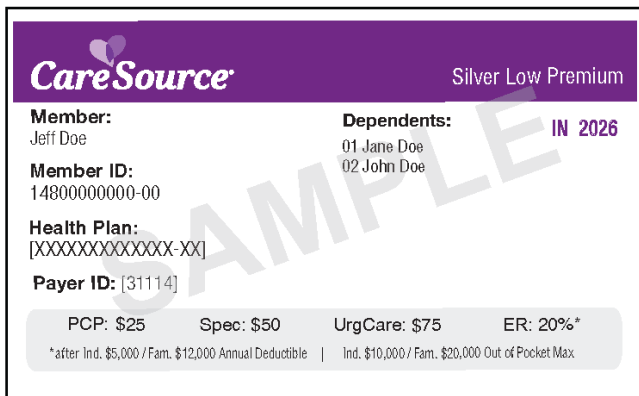 CareSource
Silver Low Premium
Member:
Jeff Doe
Member ID:
14800000000-00
Health Plan:
[XXXXXXXXXXXXX-XX]
Payer ID: [31114]
Dependents:
01 Jane Doe
02 John Doe
IN 2026
SAMPLE
PCP: $25 Spec: $50 UrgCare: $75 ER: 20%*
*after Ind. $5,000 / Fam. $12,000 Annual Deductible | Ind. $10,000 / Fam. $20,000 Out of Pocket Max